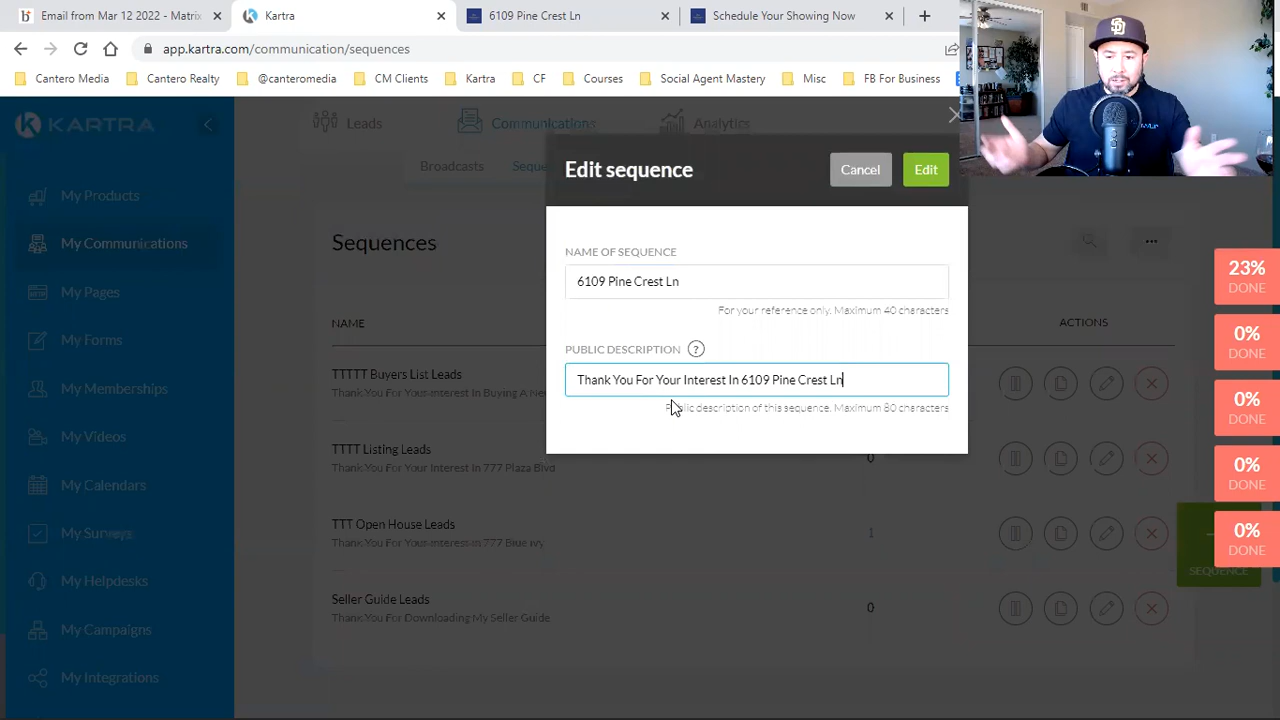 Email from Mar 12 2022 - Matrix
Kartra
6109 Pine Crest Ln
Schedule Your Showing Now
app.kartra.com/communication/sequences
Cantero Media
Cantero Realty
@canteromedia
CM Clients
Kartra
CF
Courses
Social Agent Mastery
Misc
FB For Business
KARTRA
Leads
Communications
Analytics
Broadcasts
My Products
My Communications
My Pages
My Forms
My Memberships
My Videos
My Calendars
My Surveys
My Helpdesks
My Campaigns
My Integrations
Edit sequence
Cancel
Edit
NAME OF SEQUENCE
6109 Pine Crest Ln
For your reference only. Maximum 40 characters
PUBLIC DESCRIPTION ?
Thank You For Your Interest In 6109 Pine Crest Ln
Public description of this sequence. Maximum 80 characters
Sequences
NAME
ACTIONS
TTTTT Buyers List Leads
Thank You For Your Interest In Buying A New
TTTT Listing Leads
Thank You For Your Interest In 777 Plaza Blvd
0
TTT Open House Leads
Thank You For Your Interest In 777 Blue Ivy
1
Seller Guide Leads
Thank You For Downloading My Seller Guide
0
SEQUENCE
23%
DONE
0%
DONE
0%
DONE
0%
DONE
0%
DONE
SD